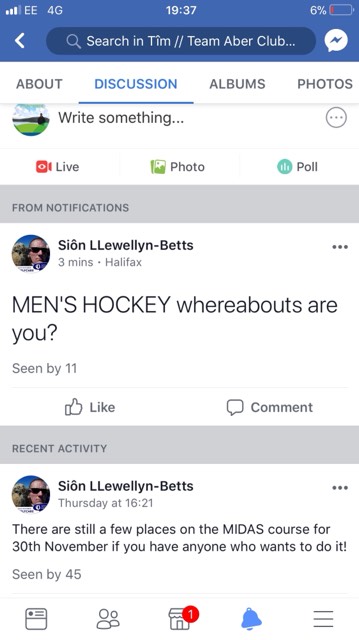 EE 4G 19:37 6%
Search in Tîm // Team Aber Club...
ABOUT DISCUSSION ALBUMS PHOTOS
Write something...
Live Photo Poll
FROM NOTIFICATIONS
Siôn LLewellyn-Betts
3 mins · Halifax
MEN'S HOCKEY whereabouts are
you?
Seen by 11
Like Comment
RECENT ACTIVITY
Siôn LLewellyn-Betts
Thursday at 16:21
There are still a few places on the MIDAS course for
30th November if you have anyone who wants to do it!
Seen by 45
1